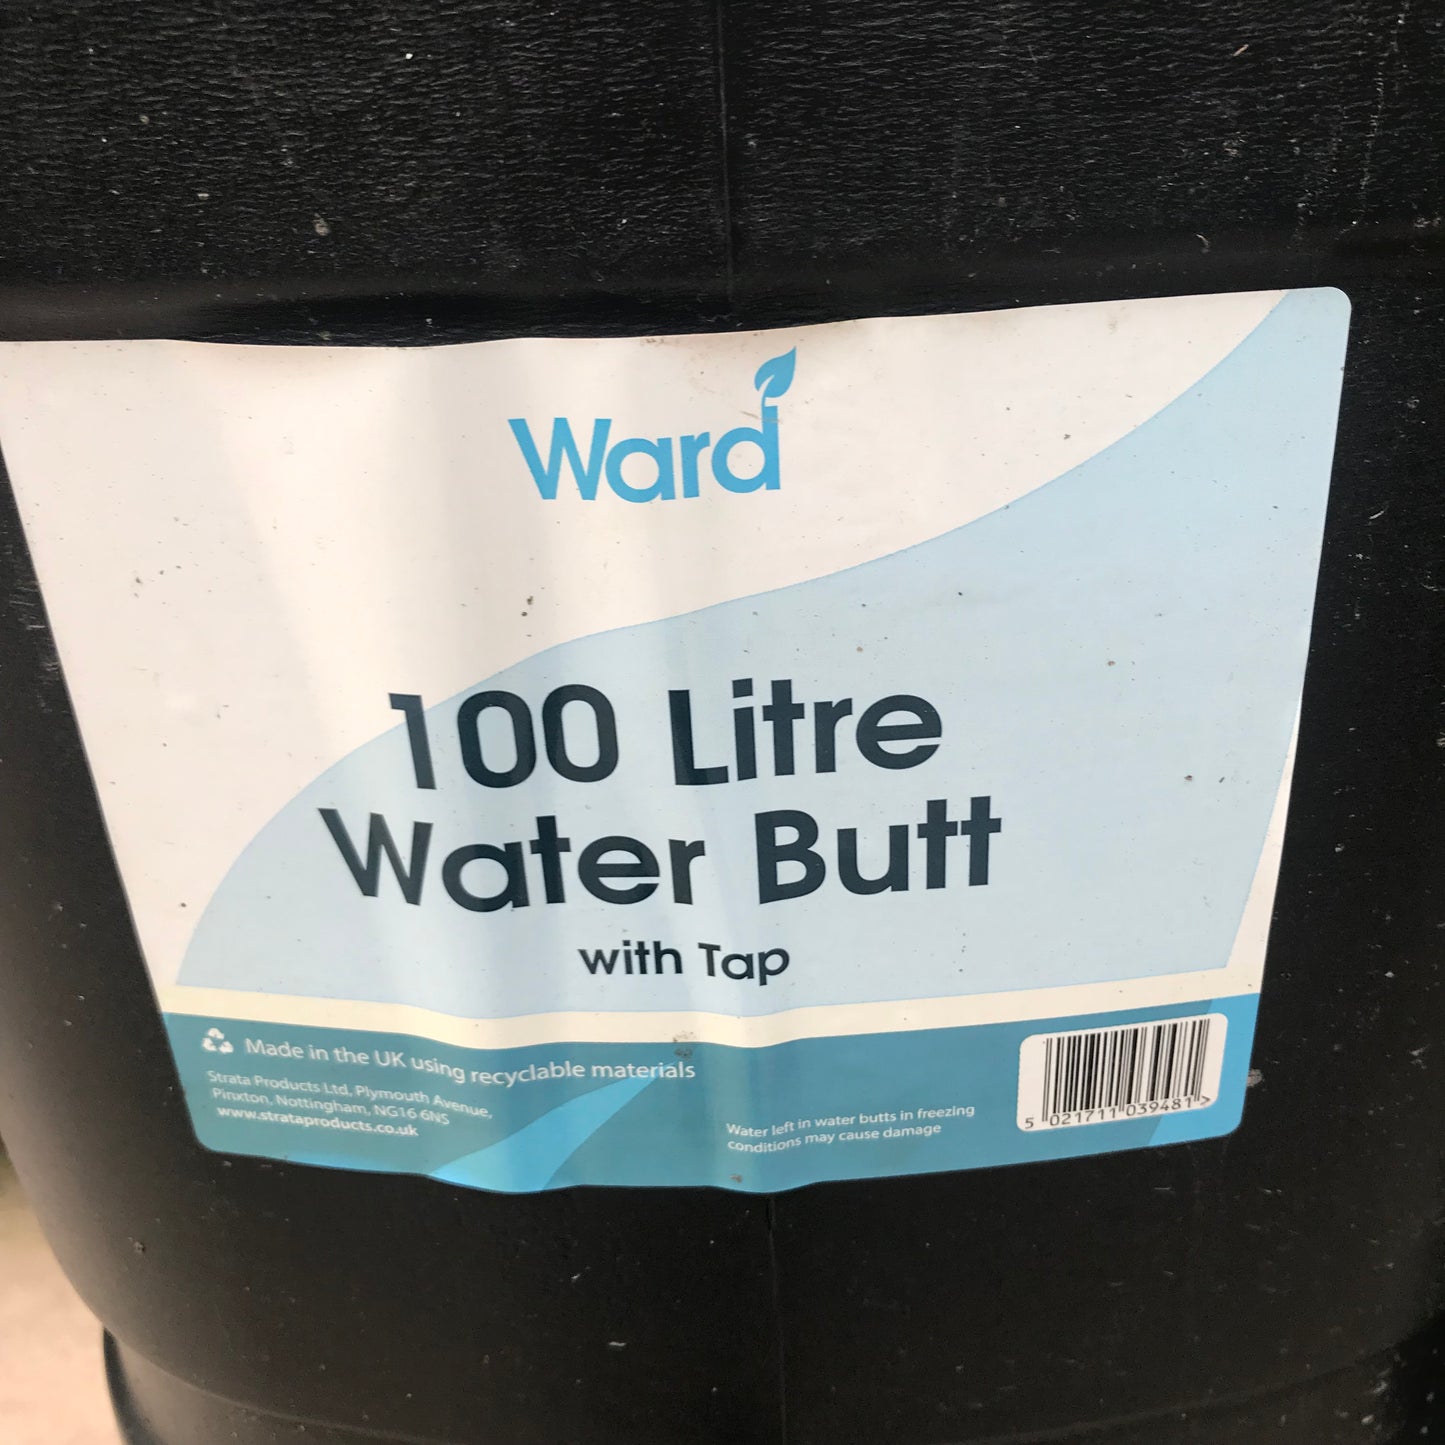 Ward
100 Litre
Water Butt
with Tap
Made in the UK using recyclable materials
Strata Products Ltd, Plymouth Avenue,
Pinxton, Nottingham, NG16 6NS
www.strataproducts.co.uk
Water left in water butts in freezing
conditions may cause damage
5 021711 039481 >